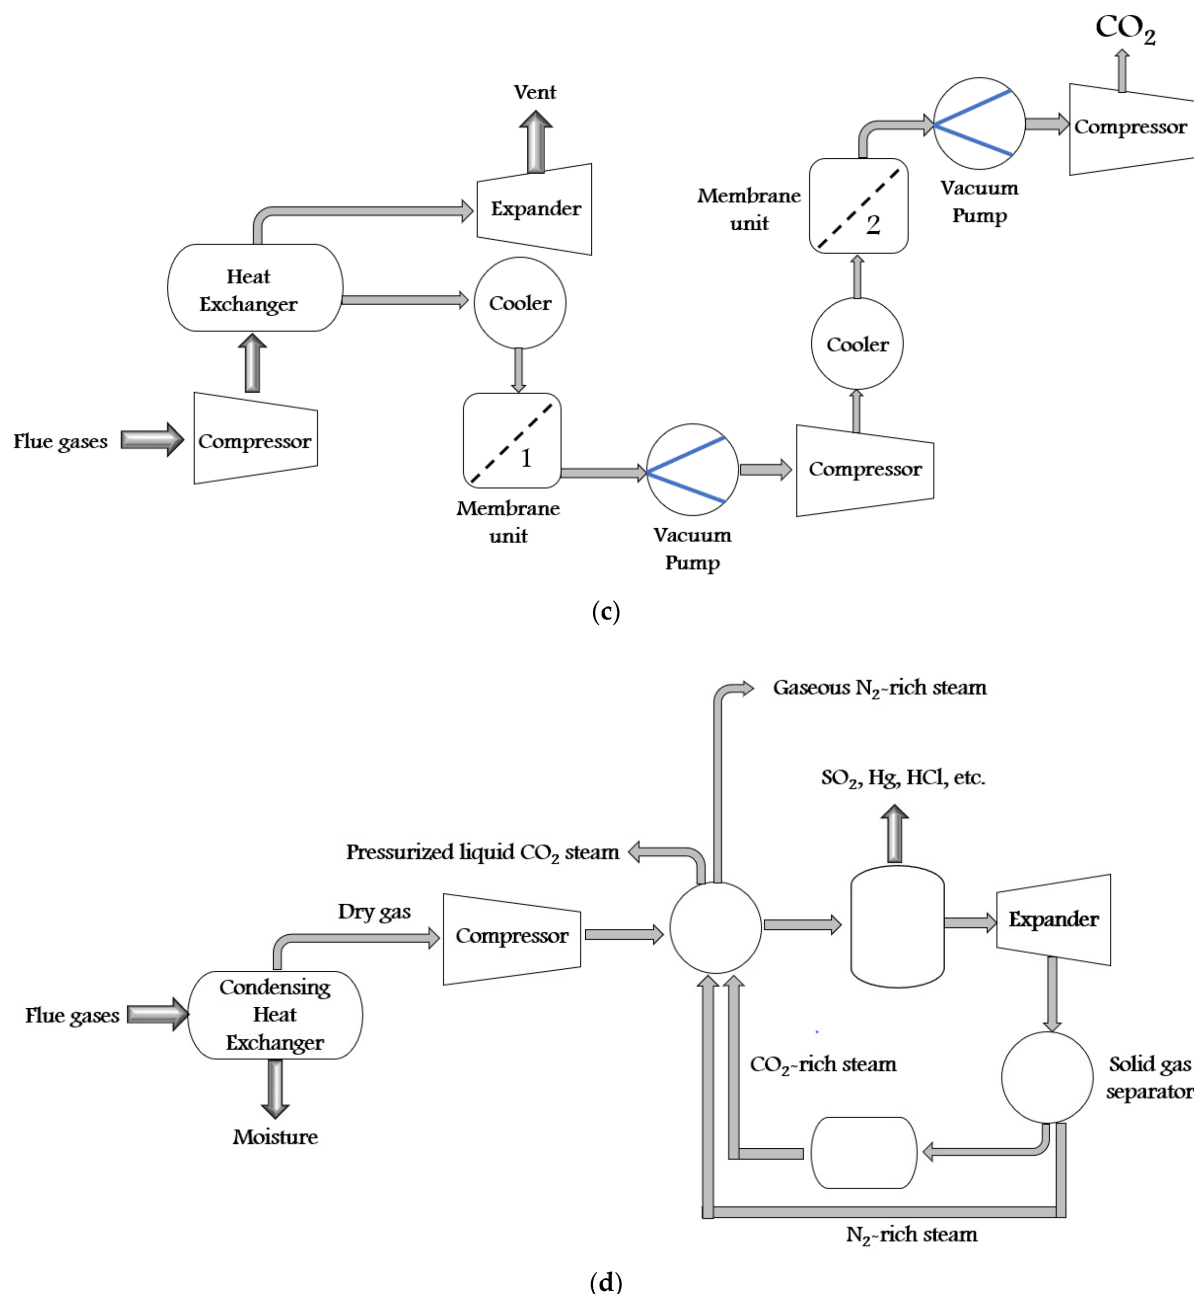 CO₂
Vent
Expander
Compressor
Membrane
unit
2
Vacuum
Pump
Heat
Exchanger
Cooler
Cooler
Flue gases
Compressor
1
Compressor
Membrane
unit
Vacuum
Pump
(c)
Gaseous N₂-rich steam
SO₂, Hg, HCl, etc.
Pressurized liquid CO₂ steam
Dry gas
Compressor
Expander
Condensing
Heat
Exchanger
Flue gases
CO₂-rich steam
Solid gas
separator
Moisture
N₂-rich steam
(d)